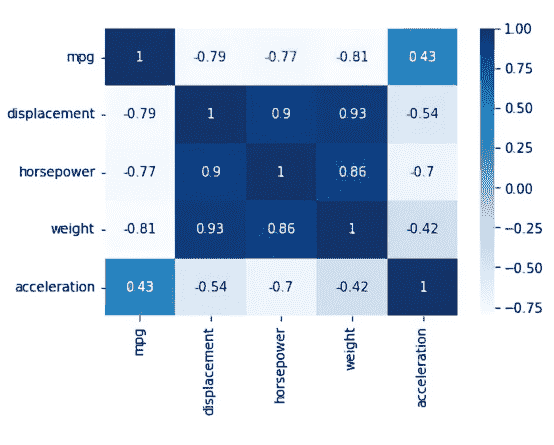 mpg 1 -0.79 -0.77 -0.81 0.43
displacement -0.79 1 0.9 0.93 -0.54
horsepower -0.77 0.9 1 0.86 -0.7
weight -0.81 0.93 0.86 1 -0.42
acceleration 0.43 -0.54 -0.7 -0.42 1
mpg
displacement
horsepower
weight
acceleration
1.00
0.75
0.50
0.25
0.00
-0.25
-0.50
-0.75